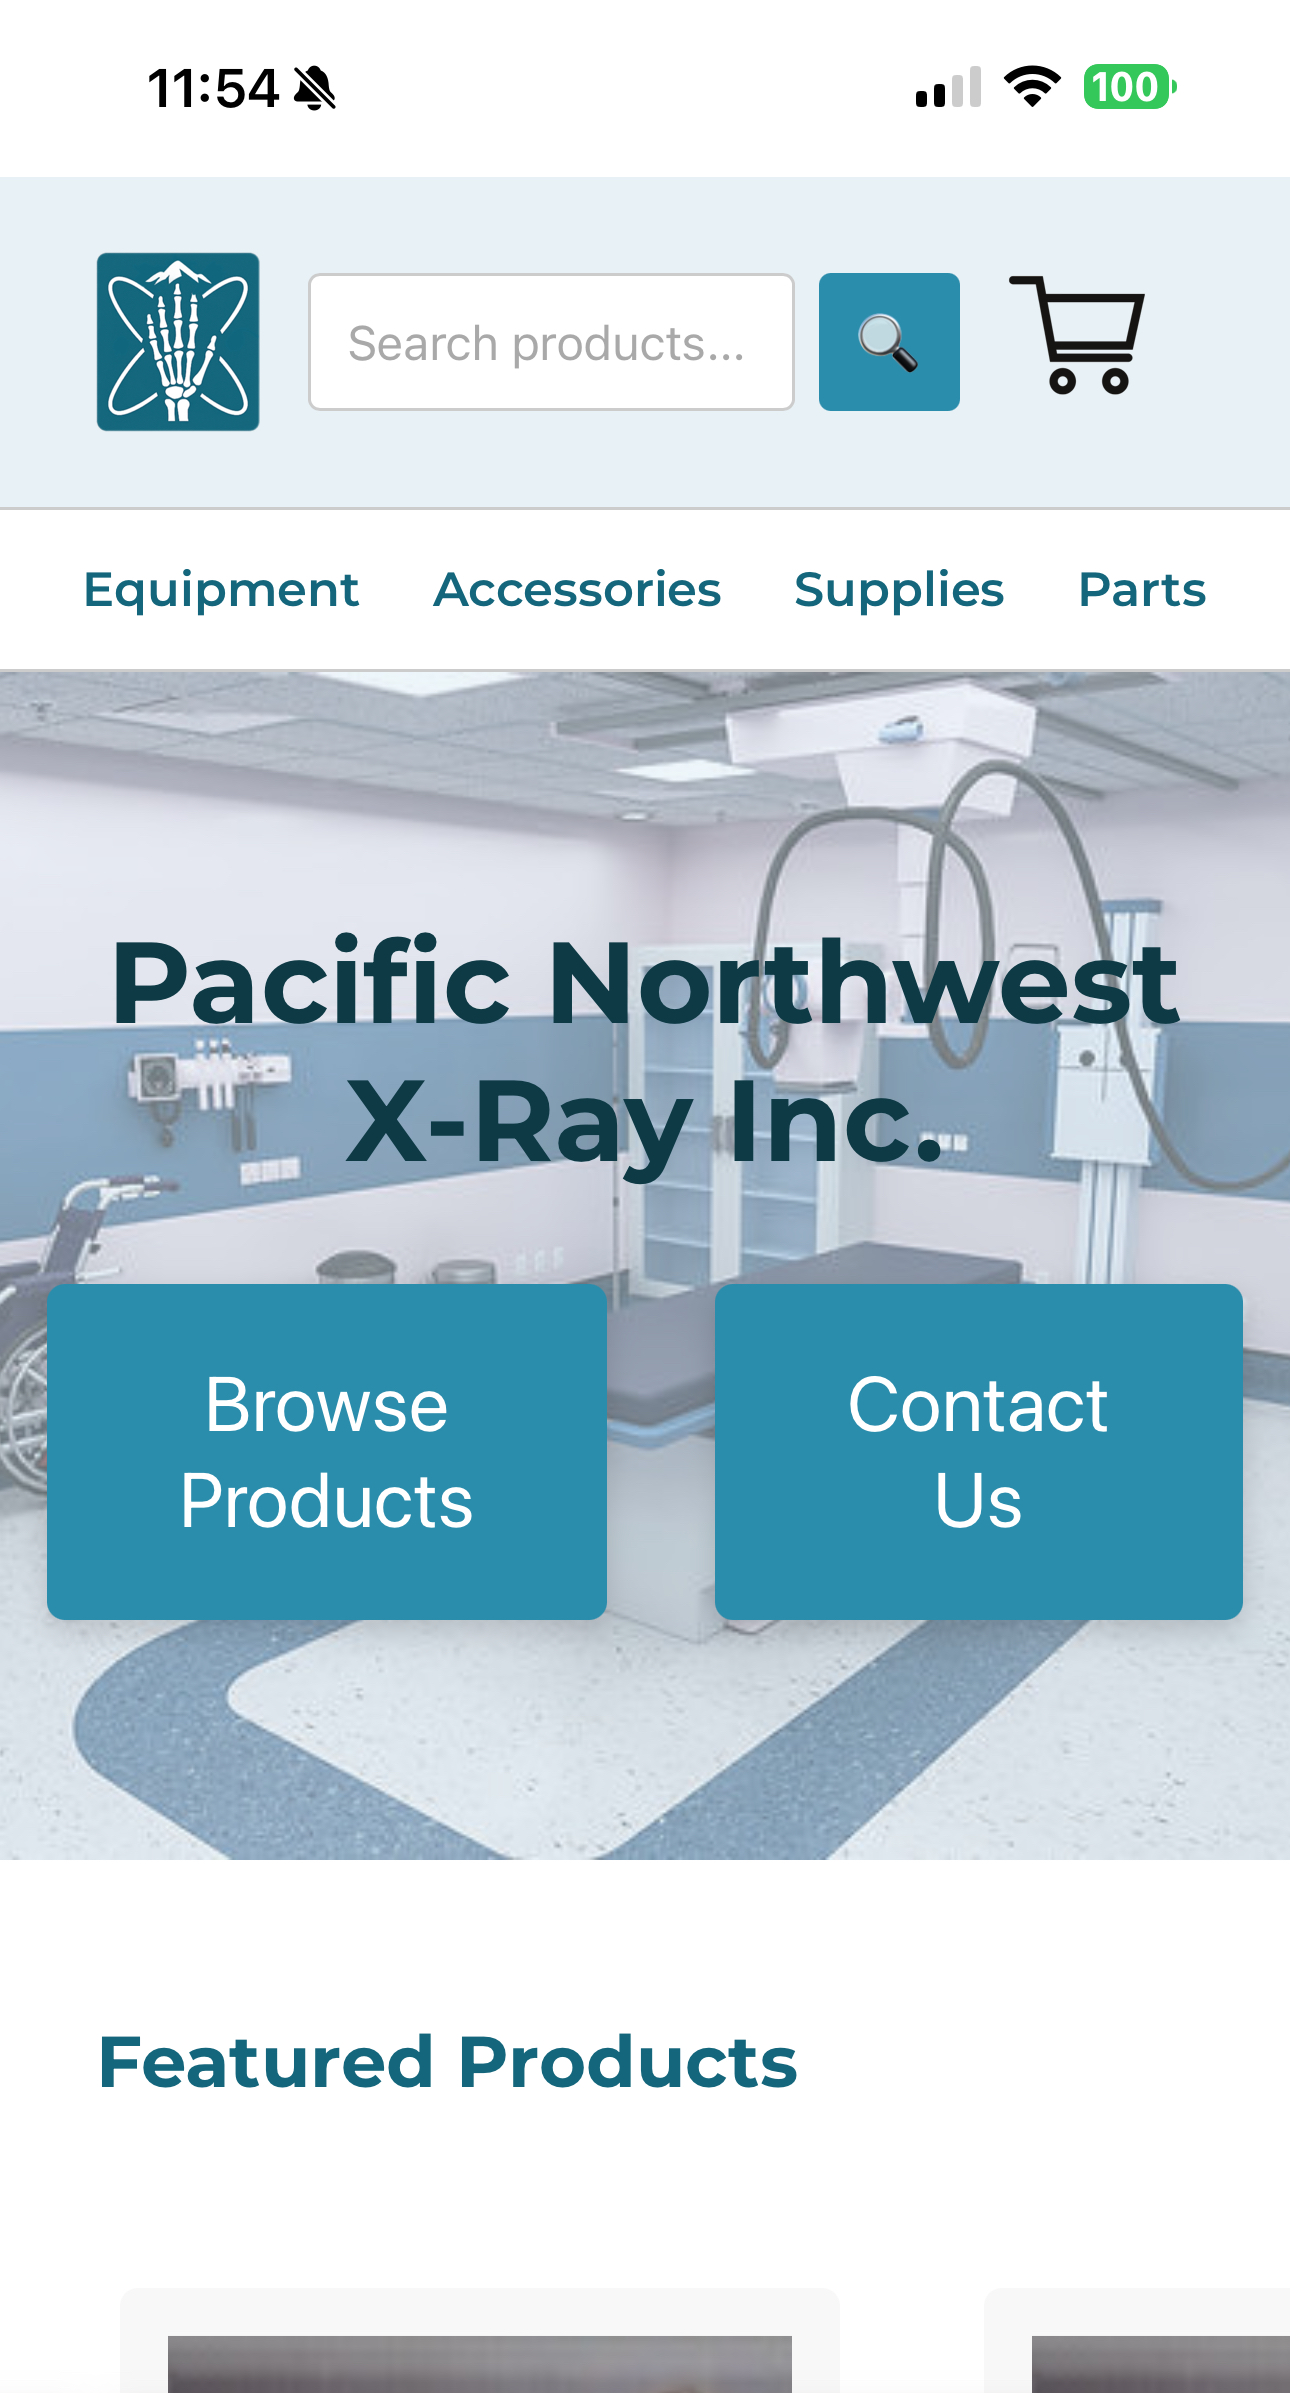 11:54
100
Search products...
Equipment Accessories Supplies Parts
Pacific Northwest
X-Ray Inc.
Browse
Products
Contact
Us
Featured Products